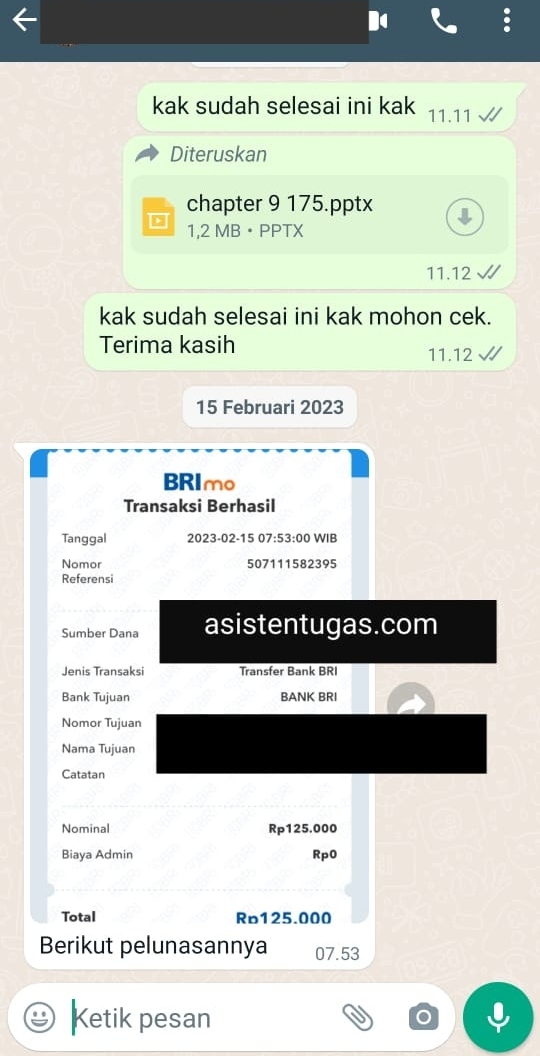 kak sudah selesai ini kak 11.11
Diteruskan
chapter 9 175.pptx
1,2 MB • PPTX
11.12
kak sudah selesai ini kak mohon cek.
Terima kasih 11.12
15 Februari 2023
BRImo
Transaksi Berhasil
Tanggal 2023-02-15 07:53:00 WIB
Nomor Referensi 507111582395
Sumber Dana asistentugas.com
Jenis Transaksi Transfer Bank BRI
Bank Tujuan BANK BRI
Nomor Tujuan
Nama Tujuan
Catatan
Nominal Rp125.000
Biaya Admin Rp0
Total Rp125.000
Berikut pelunasannya 07.53
Ketik pesan